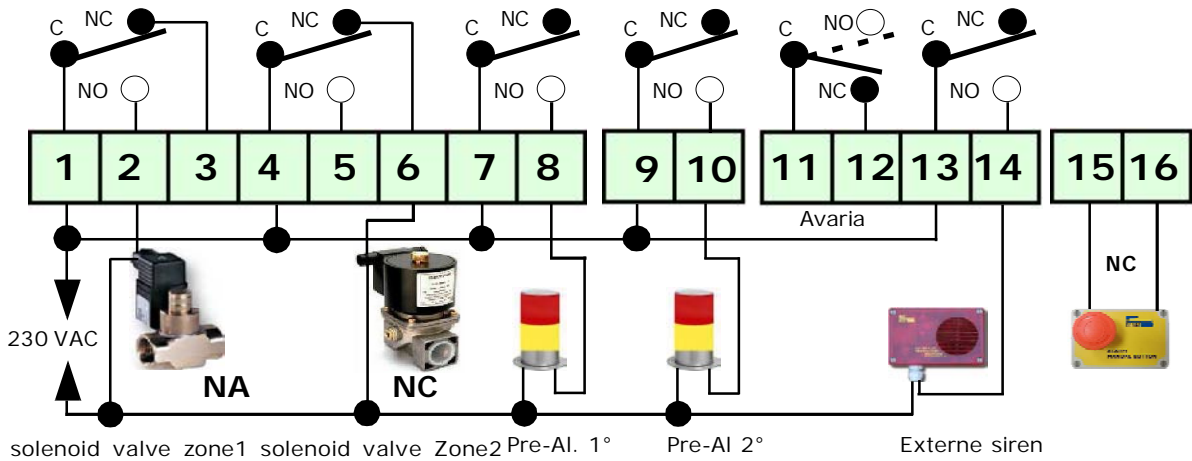 C NC C NC C NC C NC C NO C NC
NO NO NO NO NC NO
1 2 3 4 5 6 7 8 9 10 11 12 13 14 15 16
Avaria
NC
230 VAC
NA NC
MANUAL BUTTON
solenoid valve zone1 solenoid valve Zone2 Pre-Al. 1° Pre-Al 2° Externe siren